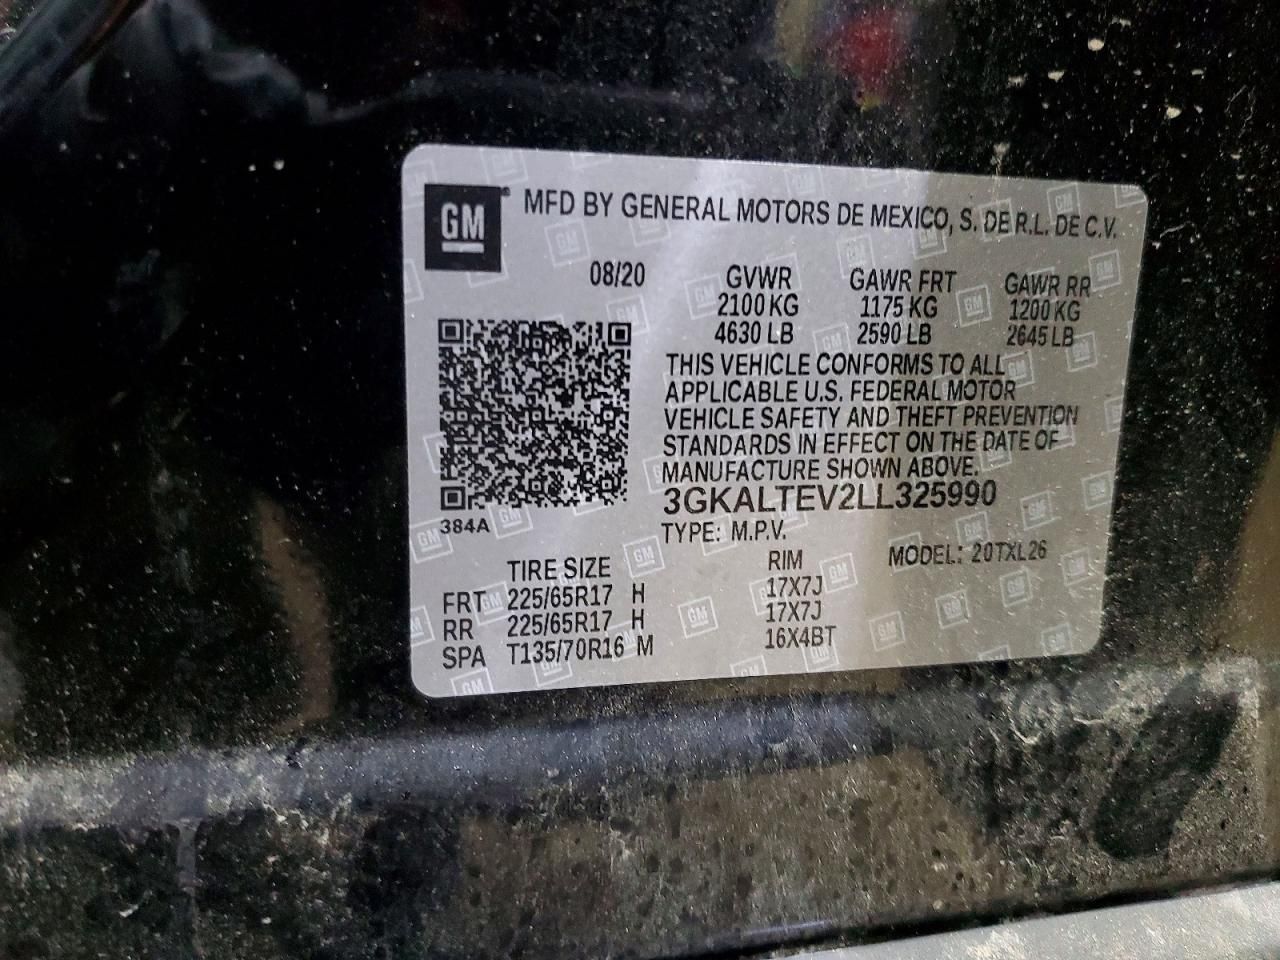 GM® MFD BY GENERAL MOTORS DE MEXICO, S. DE R.L. DE C.V.
08/20 GVWR GAWR FRT GAWR RR
2100 KG 1175 KG 1200 KG
4630 LB 2590 LB 2645 LB
THIS VEHICLE CONFORMS TO ALL
APPLICABLE U.S. FEDERAL MOTOR
VEHICLE SAFETY AND THEFT PREVENTION
STANDARDS IN EFFECT ON THE DATE OF
MANUFACTURE SHOWN ABOVE.
3GKALTEV2LL325990
384A
TYPE: M.P.V. MODEL: 20TXL26
TIRE SIZE RIM
FRT 225/65R17 H 17X7J
RR 225/65R17 H 17X7J
SPA T135/70R16 M 16X4BT